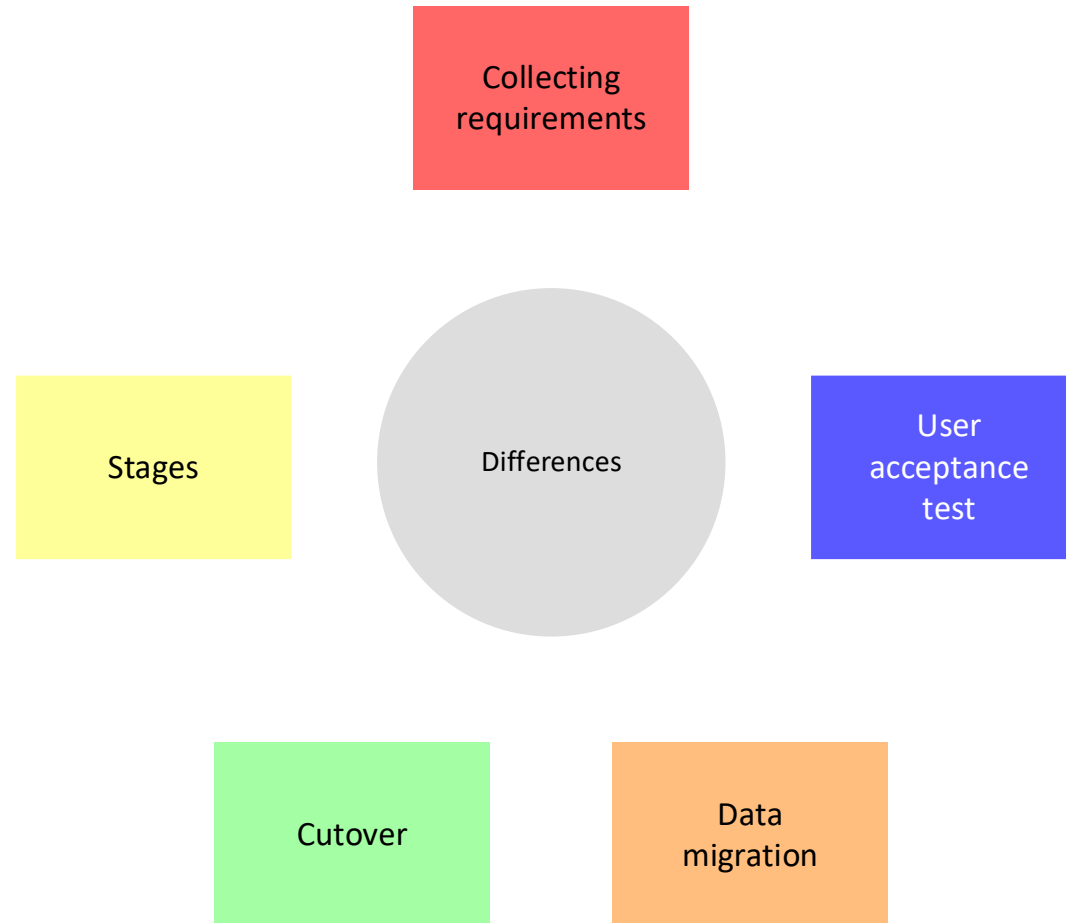 Collecting
requirements
Stages
Differences
User
acceptance
test
Cutover
Data
migration